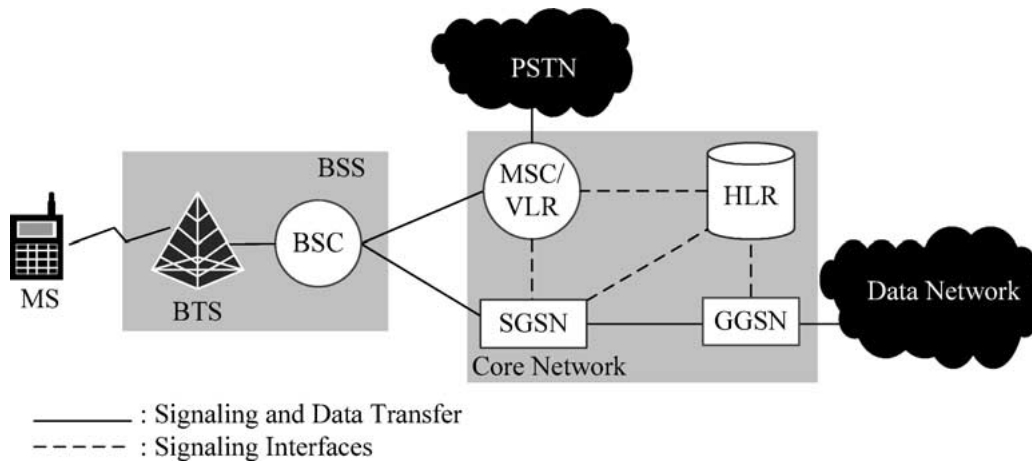 PSTN
BSS
MSC/
VLR
HLR
BSC
MS
BTS
SGSN
GGSN
Data Network
Core Network
: Signaling and Data Transfer
: Signaling Interfaces